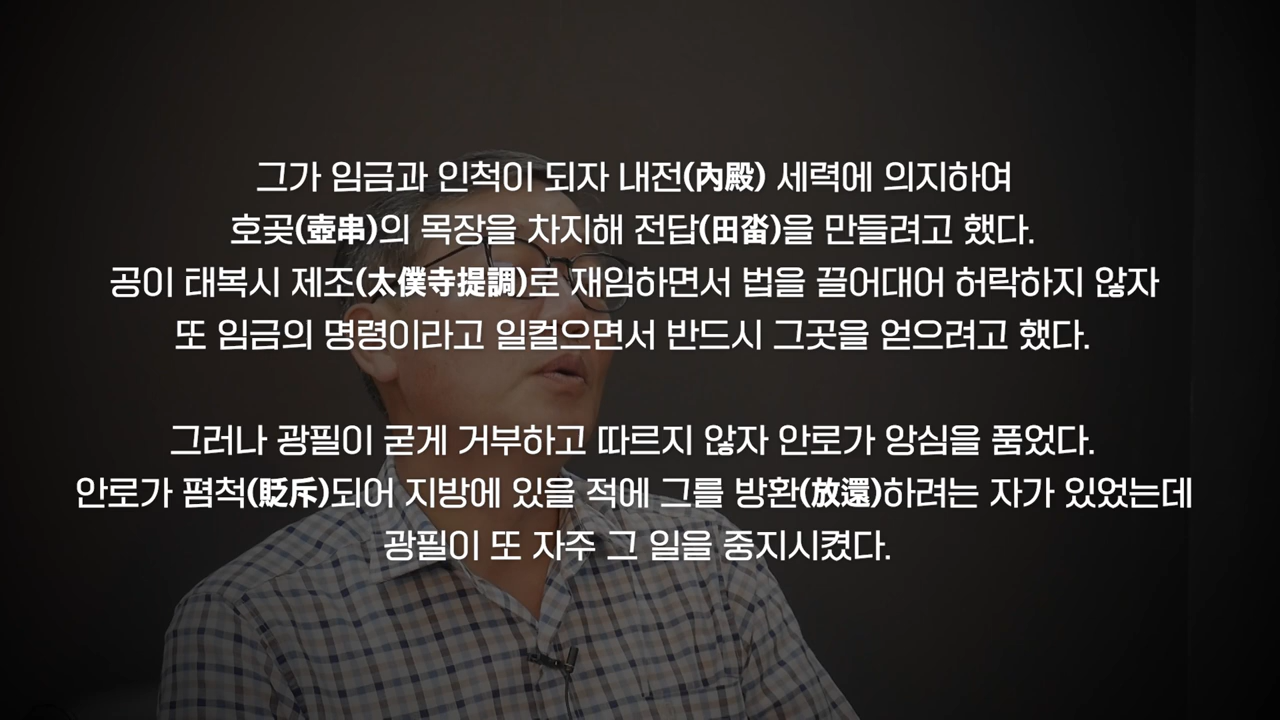 그가 임금과 인척이 되자 내전(內殿) 세력에 의지하여
호곶(壺串)의 목장을 차지해 전답(田畓)을 만들려고 했다.
공이 태복시 제조(太僕寺提調)로 재임하면서 법을 끌어대어 허락하지 않자
또 임금의 명령이라고 일컬으면서 반드시 그곳을 얻으려고 했다.
그러나 광필이 굳게 거부하고 따르지 않자 안로가 앙심을 품었다.
안로가 폄척(貶斥)되어 지방에 있을 적에 그를 방환(放還)하려는 자가 있었는데
광필이 또 자주 그 일을 중지시켰다.